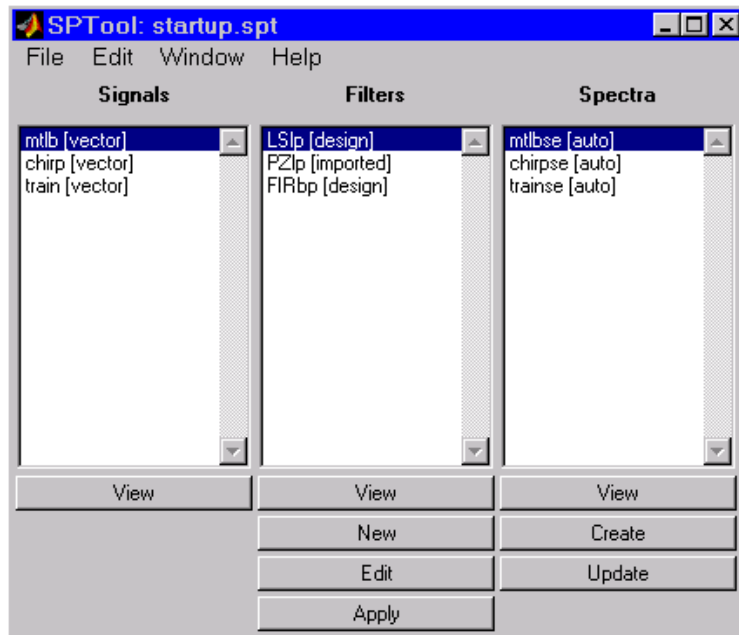 SPTool: startup.spt
File Edit Window Help
Signals
mtlb [vector]
chirp [vector]
train [vector]
View
Filters
LSlp [design]
PZlp [imported]
FIRbp [design]
View
New
Edit
Apply
Spectra
mtlbse [auto]
chirpse [auto]
trainse [auto]
View
Create
Update